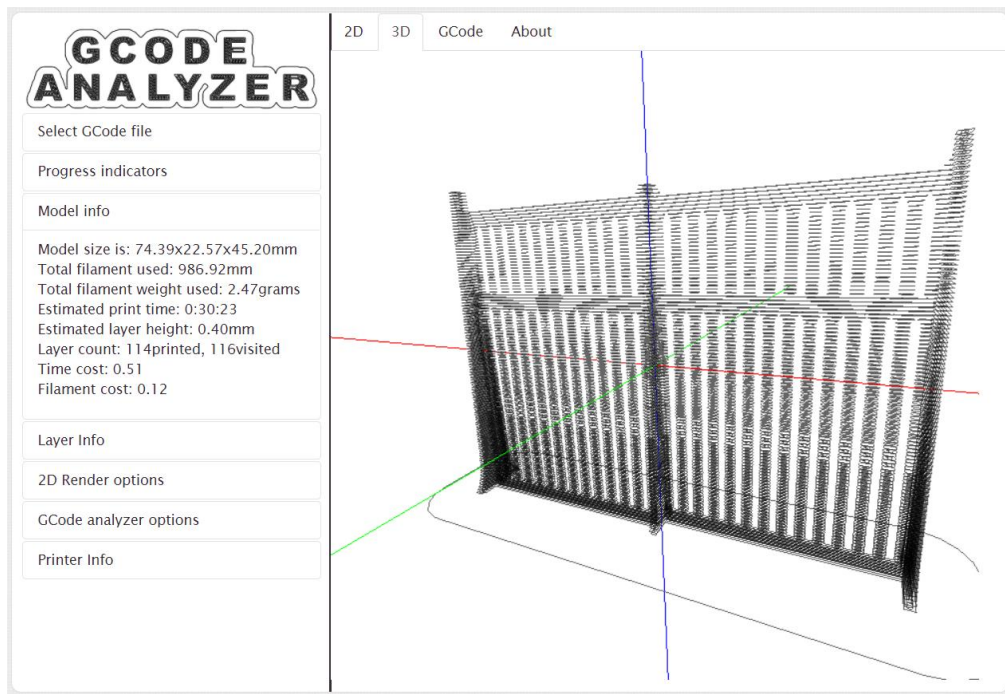 GCODE
ANALYZER
Select GCode file
Progress indicators
Model info
Model size is: 74.39x22.57x45.20mm
Total filament used: 986.92mm
Total filament weight used: 2.47grams
Estimated print time: 0:30:23
Estimated layer height: 0.40mm
Layer count: 114printed, 116visited
Time cost: 0.51
Filament cost: 0.12
Layer Info
2D Render options
GCode analyzer options
Printer Info
2D 3D GCode About